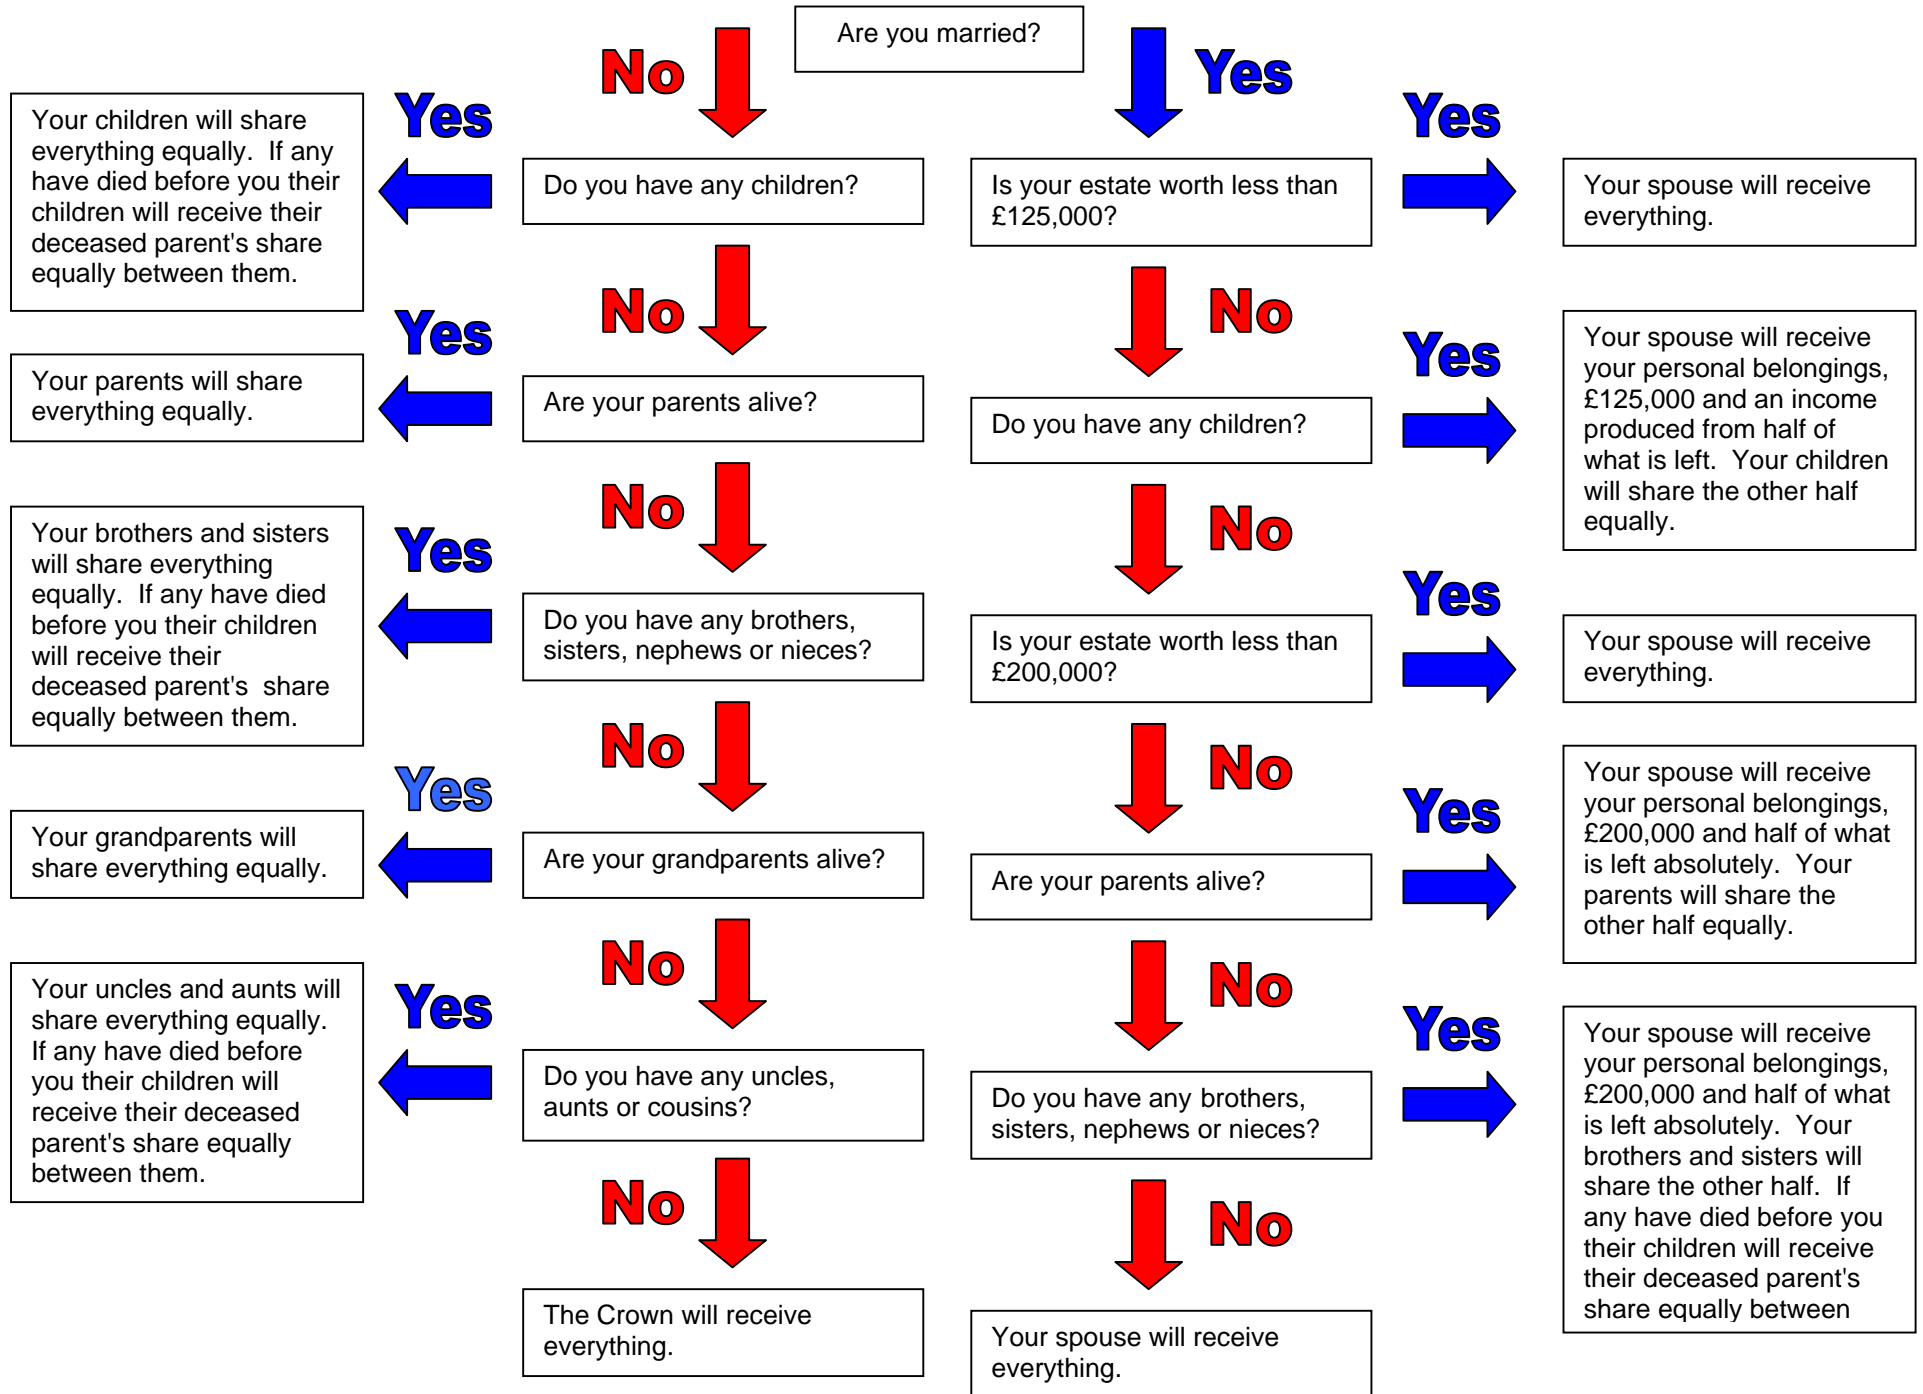 Are you married?
No
Yes
Yes
Your children will share
everything equally.  If any
have died before you their
children will receive their
deceased parent's share
equally between them.
Do you have any children?
Is your estate worth less than
£125,000?
Yes
Your spouse will receive
everything.
No
No
Yes
Your parents will share
everything equally.
Are your parents alive?
Do you have any children?
Yes
Your spouse will receive
your personal belongings,
£125,000 and an income
produced from half of
what is left.  Your children
will share the other half
equally.
No
No
Yes
Your brothers and sisters
will share everything
equally.  If any have died
before you their children
will receive their
deceased parent's  share
equally between them.
Do you have any brothers,
sisters, nephews or nieces?
Is your estate worth less than
£200,000?
Yes
Your spouse will receive
everything.
No
No
Yes
Your grandparents will
share everything equally.
Are your grandparents alive?
Are your parents alive?
Yes
Your spouse will receive
your personal belongings,
£200,000 and half of what
is left absolutely.  Your
parents will share the
other half equally.
No
No
Yes
Your uncles and aunts will
share everything equally.
If any have died before
you their children will
receive their deceased
parent's share equally
between them.
Do you have any uncles,
aunts or cousins?
Do you have any brothers,
sisters, nephews or nieces?
Yes
Your spouse will receive
your personal belongings,
£200,000 and half of what
is left absolutely.  Your
brothers and sisters will
share the other half.  If
any have died before you
their children will receive
their deceased parent's
share equally between
No
No
The Crown will receive
everything.
Your spouse will receive
everything.